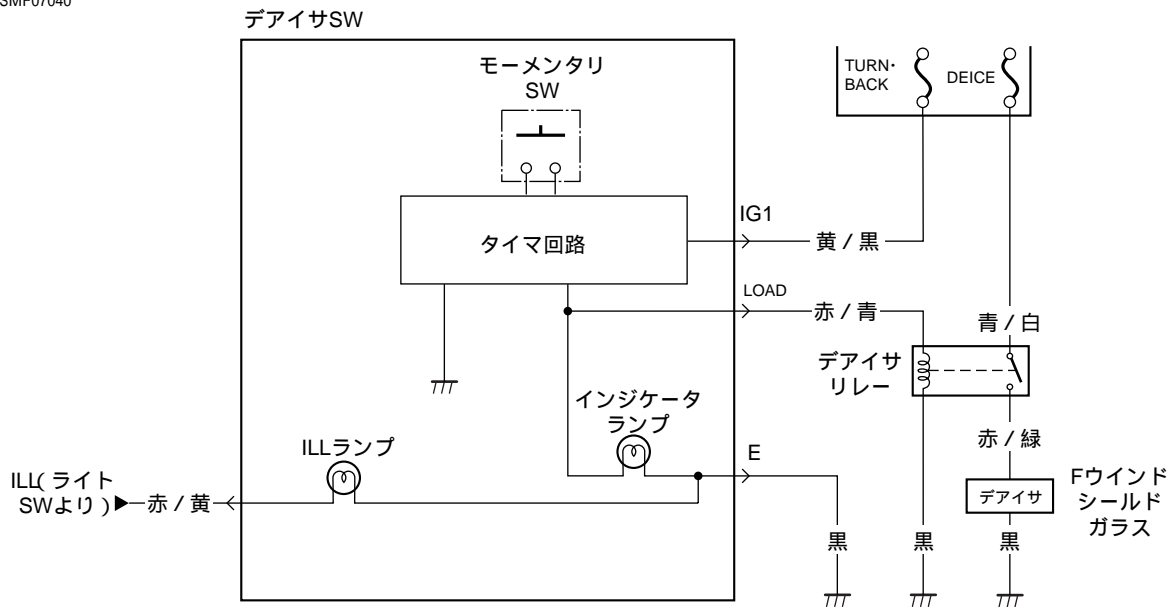 SMF07040
デアイサSW
モーメンタリ
SW
TURN･
BACK
DEICE
タイマ回路
IG1
黄 / 黒
LOAD
赤 / 青
青 / 白
デアイサ
リレー
インジケータ
ランプ
ILLランプ
E
赤 / 緑
ILL( ライト
SWより )
赤 / 黄
デアイサ
Fウインド
シールド
ガラス
黒
黒
黒